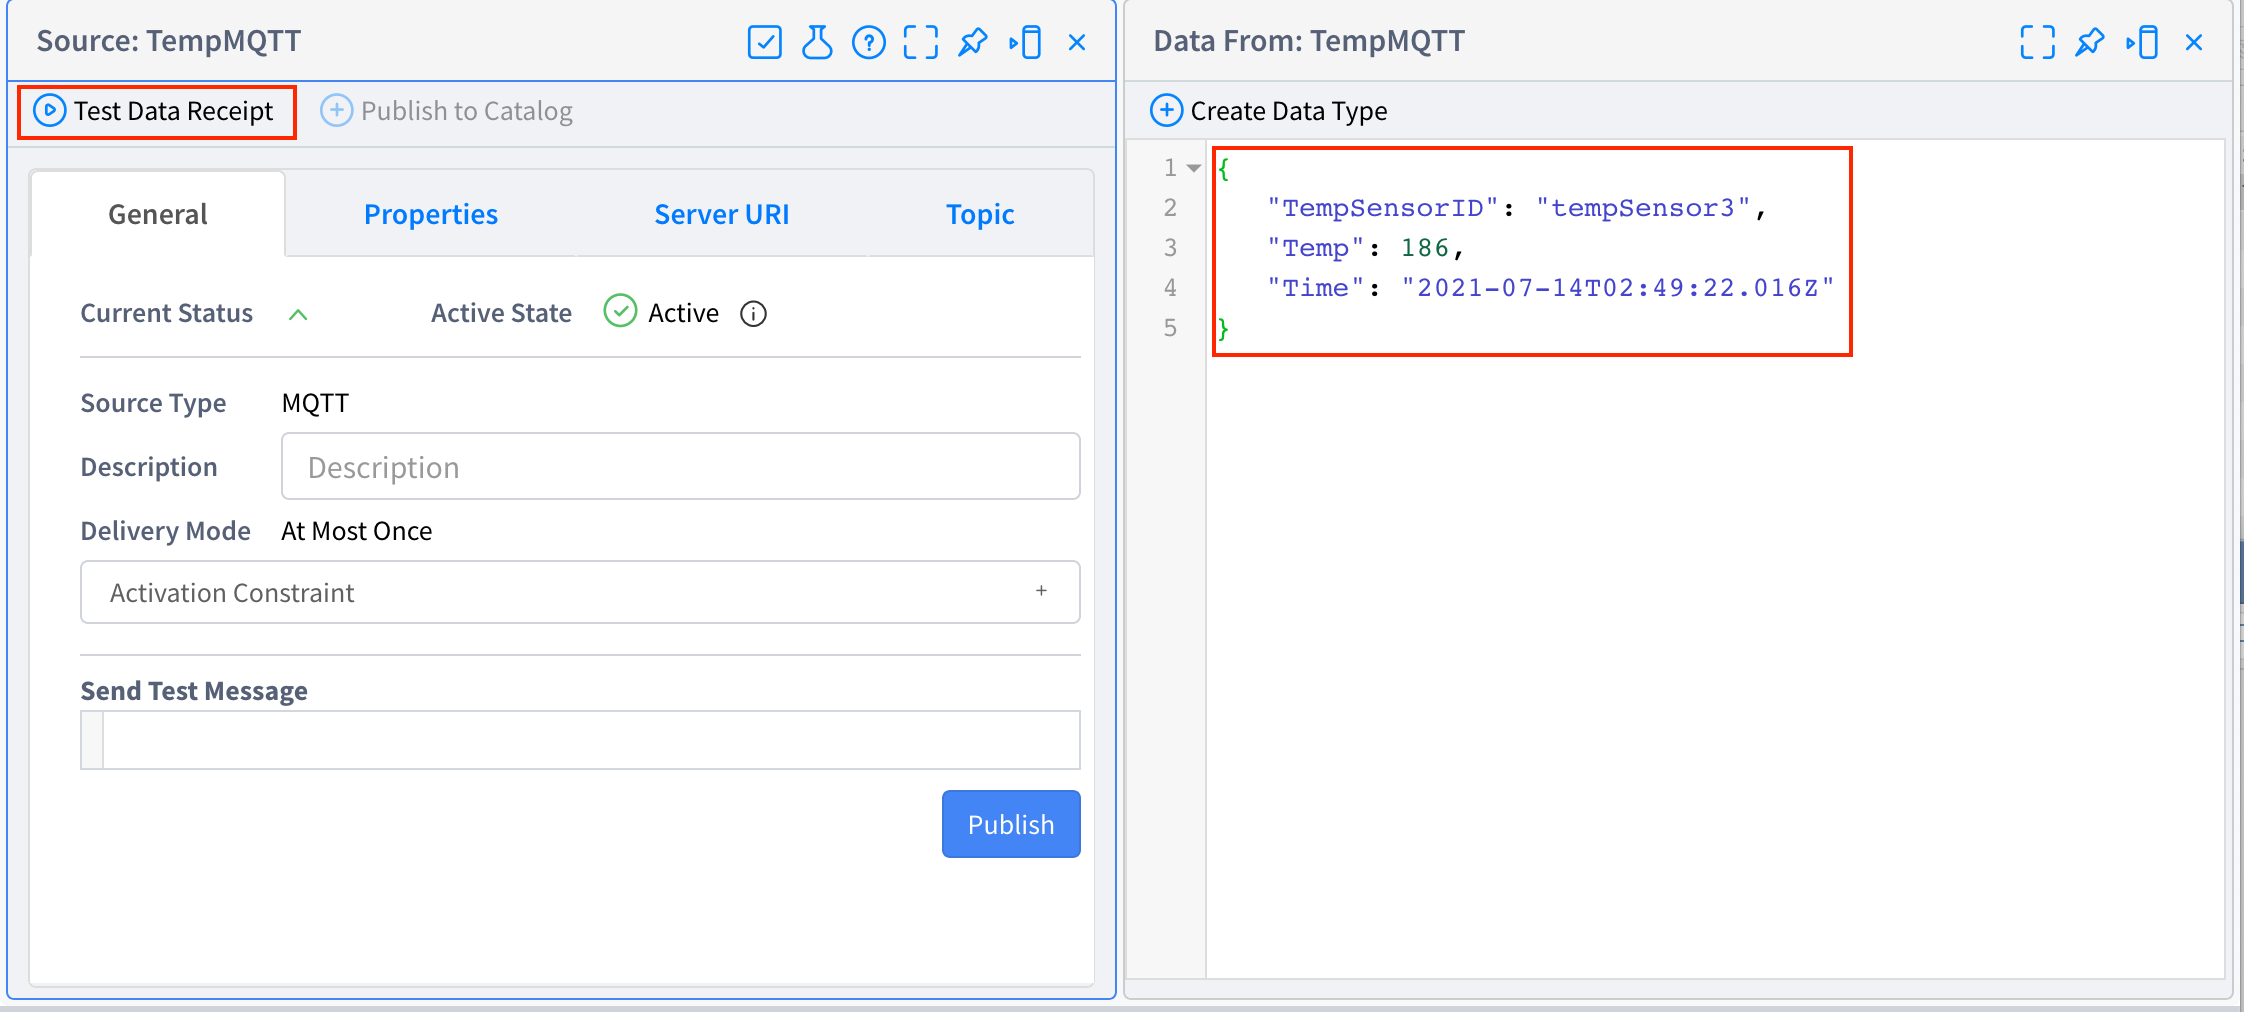 Source: TempMQTT
Test Data Receipt
Publish to Catalog
General
Properties
Server URI
Topic
Current Status
Active State
Active
Source Type
MQTT
Description
Description
Delivery Mode
At Most Once
Activation Constraint
+
Send Test Message
Publish
Data From: TempMQTT
Create Data Type
1 {
2 "TempSensorID": "tempSensor3",
3 "Temp": 186,
4 "Time": "2021-07-14T02:49:22.016Z"
5 }